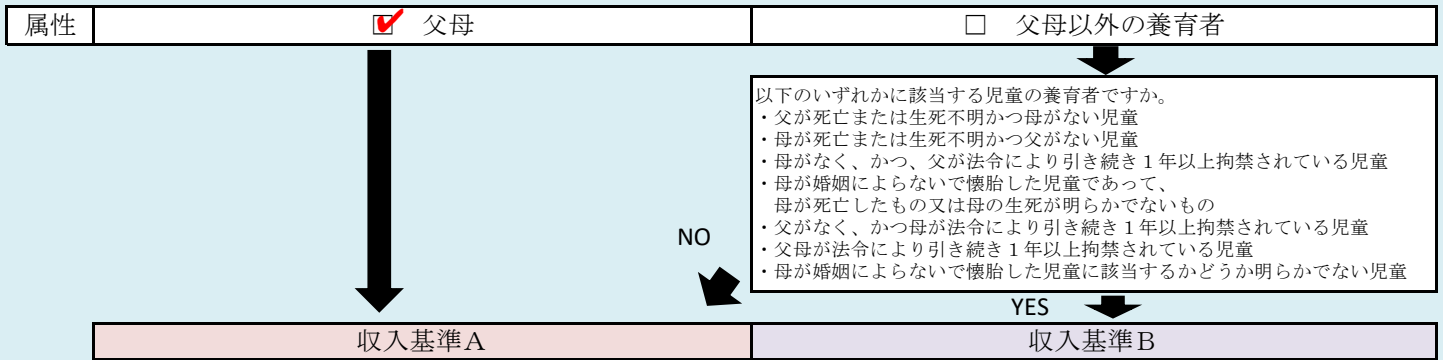 属性 ☑ 父母 □ 父母以外の養育者
以下のいずれかに該当する児童の養育者ですか。
・父が死亡または生死不明かつ母がない児童
・母が死亡または生死不明かつ父がない児童
・母がなく、かつ、父が法令により引き続き１年以上拘禁されている児童
・母が婚姻によらないで懐胎した児童であって、
母が死亡したもの又は母の生死が明らかでないもの
・父がなく、かつ母が法令により引き続き１年以上拘禁されている児童
・父母が法令により引き続き１年以上拘禁されている児童
・母が婚姻によらないで懐胎した児童に該当するかどうか明らかでない児童
NO
YES
収入基準Ａ 収入基準Ｂ